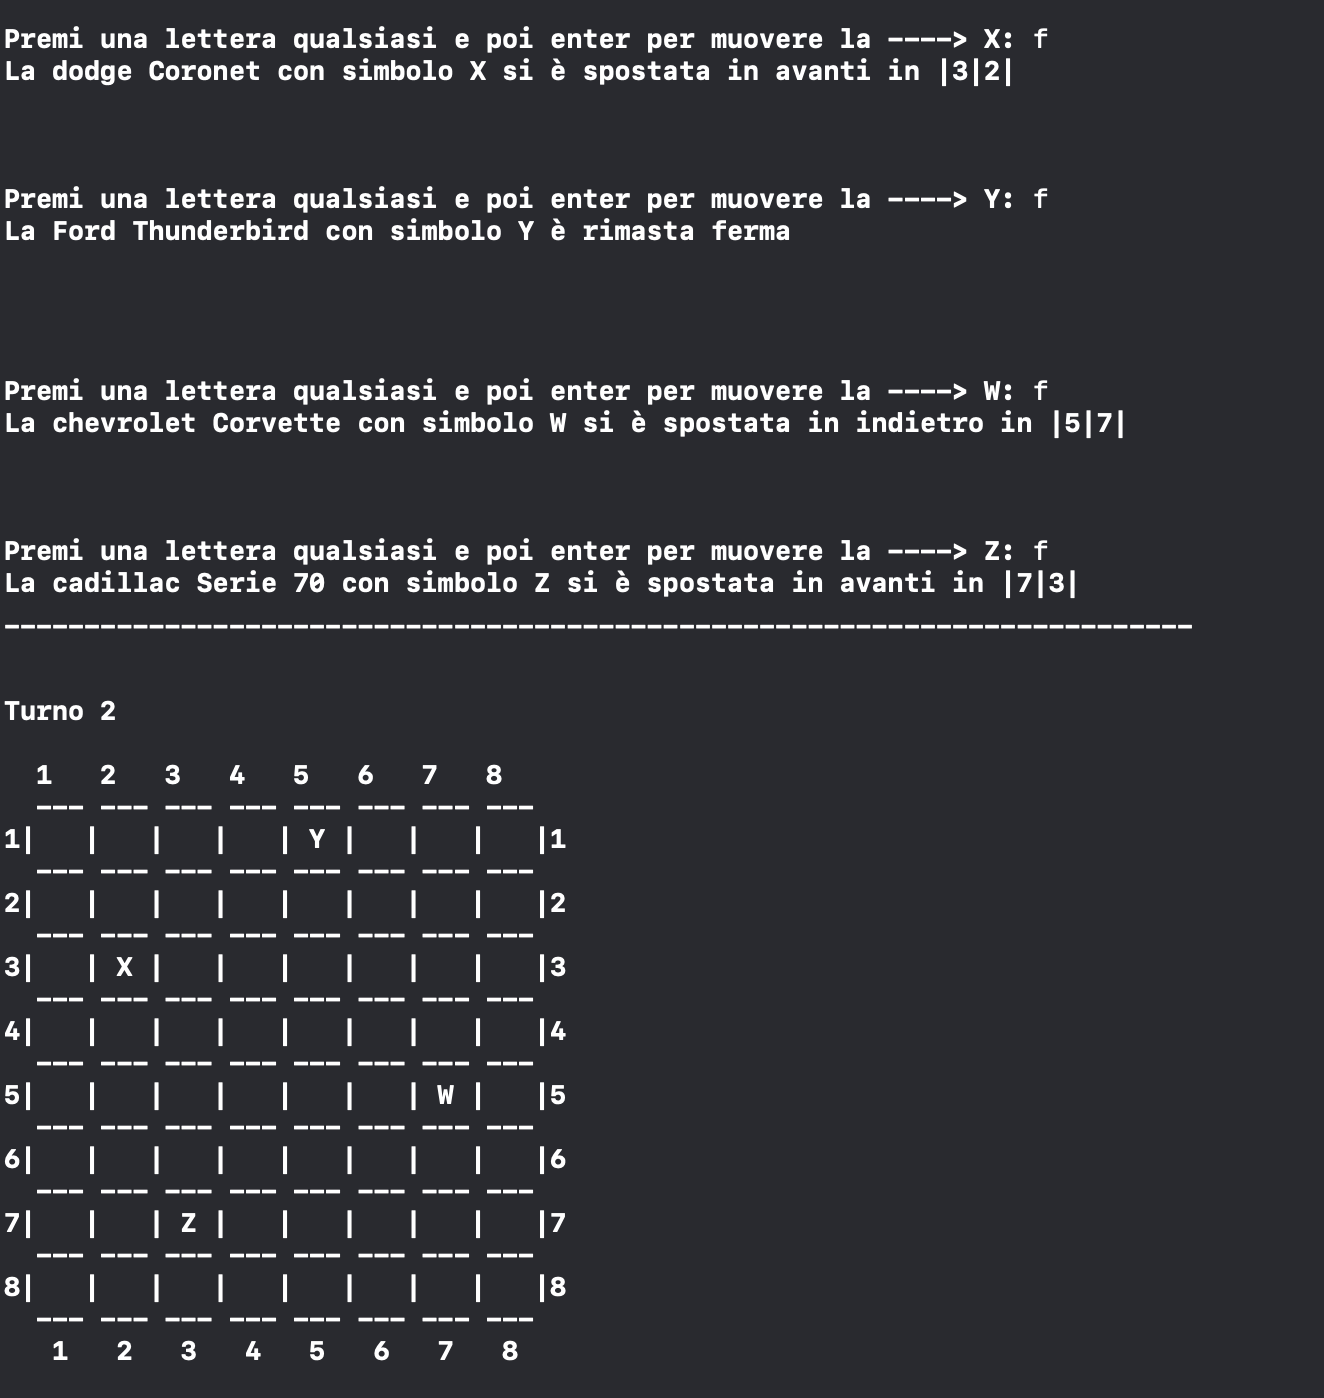 Premi una lettera qualsiasi e poi enter per muovere la ----> X: f
La dodge Coronet con simbolo X si è spostata in avanti in |3|2|
Premi una lettera qualsiasi e poi enter per muovere la ----> Y: f
La Ford Thunderbird con simbolo Y è rimasta ferma
Premi una lettera qualsiasi e poi enter per muovere la ----> W: f
La chevrolet Corvette con simbolo W si è spostata in indietro in |5|7|
Premi una lettera qualsiasi e poi enter per muovere la ----> Z: f
La cadillac Serie 70 con simbolo Z si è spostata in avanti in |7|3|
--------------------------------------------------------------------------
Turno 2
  1   2   3   4   5   6   7   8
  --- --- --- --- --- --- --- ---
1|   |   |   |   | Y |   |   |   |1
  --- --- --- --- --- --- --- ---
2|   |   |   |   |   |   |   |   |2
  --- --- --- --- --- --- --- ---
3|   | X |   |   |   |   |   |   |3
  --- --- --- --- --- --- --- ---
4|   |   |   |   |   |   |   |   |4
  --- --- --- --- --- --- --- ---
5|   |   |   |   |   |   | W |   |5
  --- --- --- --- --- --- --- ---
6|   |   |   |   |   |   |   |   |6
  --- --- --- --- --- --- --- ---
7|   |   | Z |   |   |   |   |   |7
  --- --- --- --- --- --- --- ---
8|   |   |   |   |   |   |   |   |8
  --- --- --- --- --- --- --- ---
   1   2   3   4   5   6   7   8